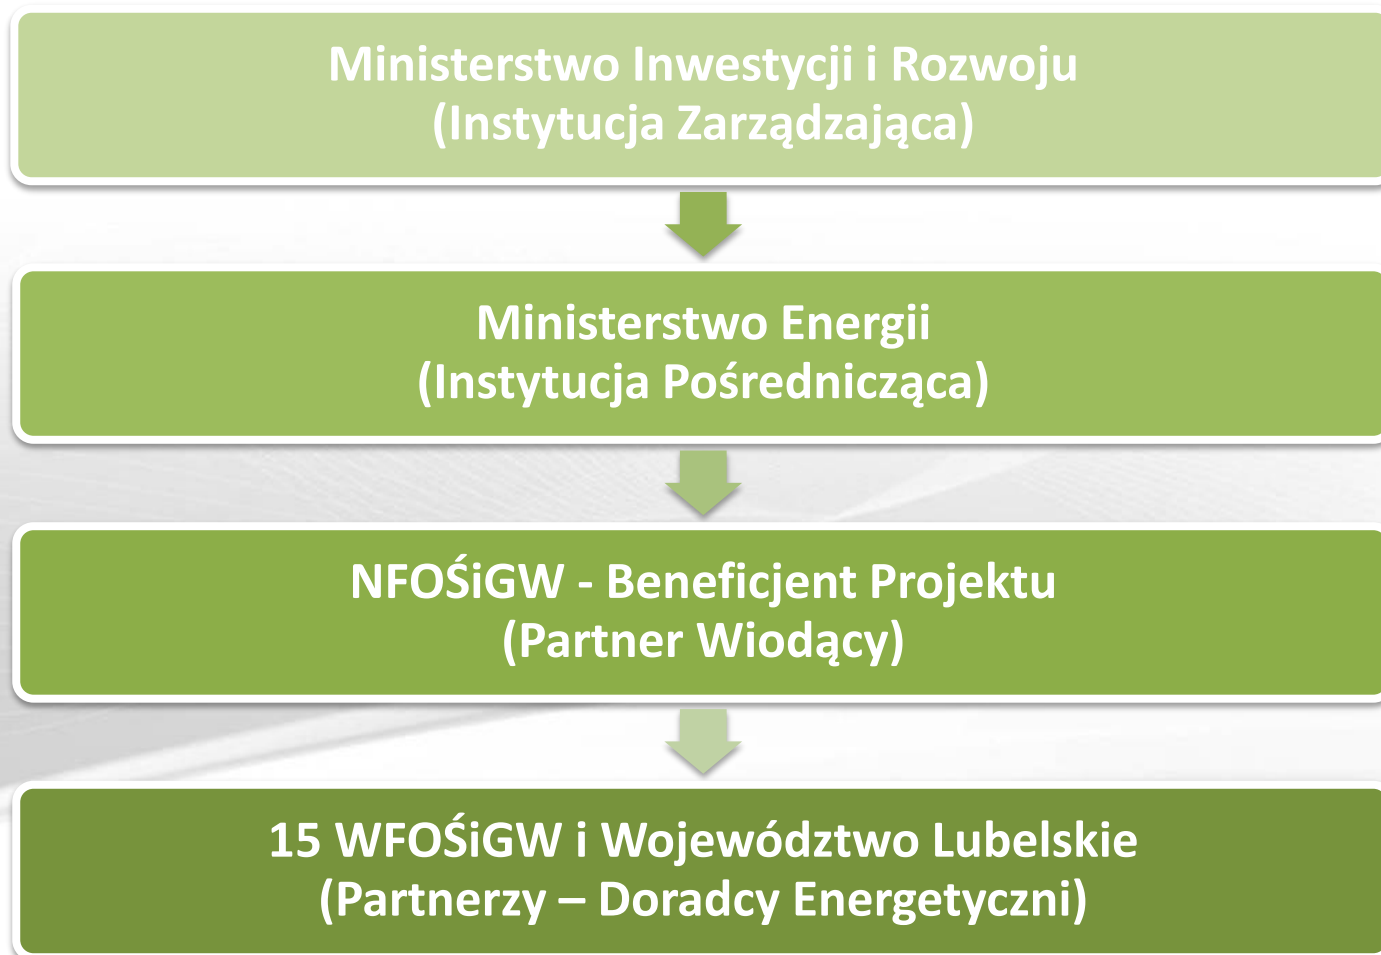 Ministerstwo Inwestycji i Rozwoju
(Instytucja Zarządzająca)
Ministerstwo Energii
(Instytucja Pośrednicząca)
NFOŚiGW - Beneficjent Projektu
(Partner Wiodący)
15 WFOŚiGW i Województwo Lubelskie
(Partnerzy – Doradcy Energetyczni)